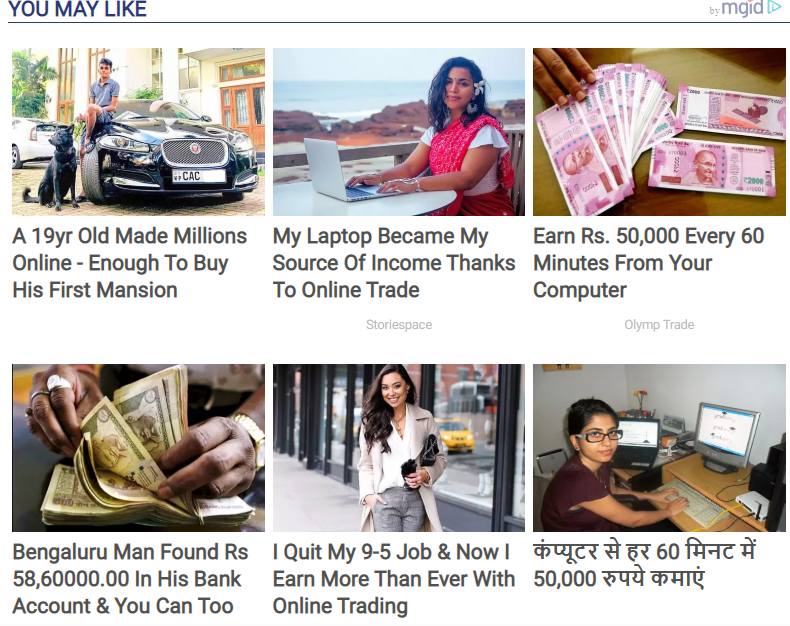 YOU MAY LIKE
by mgid
CAC
₹2000
₹2000
A 19yr Old Made Millions
Online - Enough To Buy
His First Mansion
My Laptop Became My
Source Of Income Thanks
To Online Trade
Storiespace
Earn Rs. 50,000 Every 60
Minutes From Your
Computer
Olymp Trade
Bengaluru Man Found Rs
58,60000.00 In His Bank
Account & You Can Too
I Quit My 9-5 Job & Now I
Earn More Than Ever With
Online Trading
कंप्यूटर से हर 60 मिनट में
50,000 रुपये कमाएं